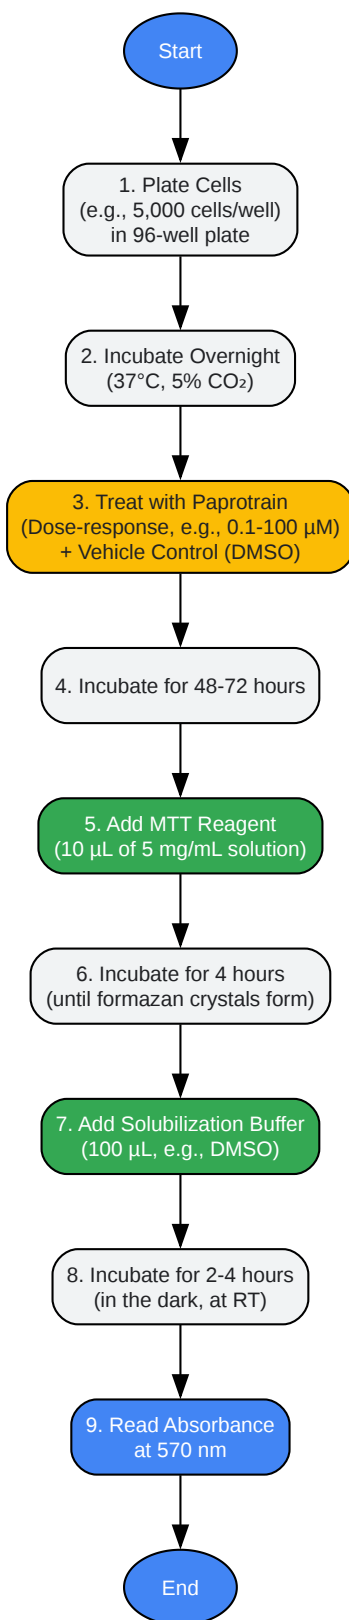 Start
1. Plate Cells
(e.g., 5,000 cells/well)
in 96-well plate
2. Incubate Overnight
(37°C, 5% CO₂)
3. Treat with Paprotrain
(Dose-response, e.g., 0.1-100 µM)
+ Vehicle Control (DMSO)
4. Incubate for 48-72 hours
5. Add MTT Reagent
(10 µL of 5 mg/mL solution)
6. Incubate for 4 hours
(until formazan crystals form)
7. Add Solubilization Buffer
(100 µL, e.g., DMSO)
8. Incubate for 2-4 hours
(in the dark, at RT)
9. Read Absorbance
at 570 nm
End